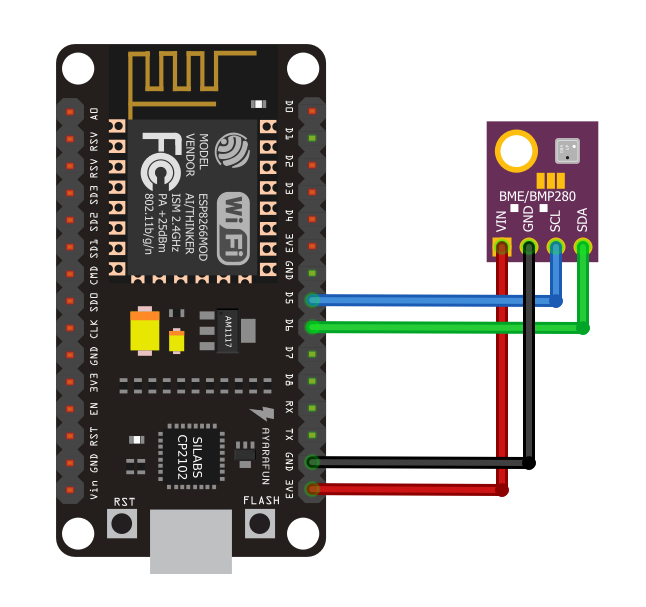 A0
RSV
RSV
SD3
SD2
SD1
CMD
SD0
CLK
GND
3V3
EN
RST
GND
Vin
D0
D1
D2
D3
D4
3V3
GND
D5
D6
D7
D8
RX
TX
GND
3V3
MODEL
VENDOR
ESP8266MOD
AI/THINKER
ISM 2.4GHz
PA +25dBm
802.11b/g/n
FC
Wi Fi
AM1117
SILABS
CP2102
AYARAFUN
RST
FLASH
BME/BMP280
VIN
GND
SCL
SDA